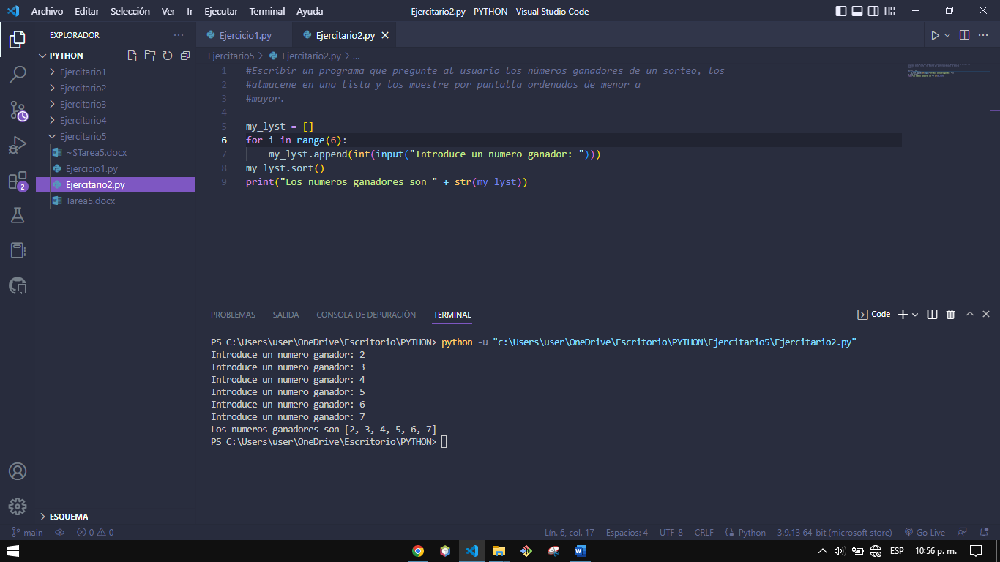 Archivo Editar Selección Ver Ir Ejecutar Terminal Ayuda
Ejercitario2.py - PYTHON - Visual Studio Code
EXPLORADOR
PYTHON
Ejercitario1
Ejercitario2
Ejercitario3
Ejercitario4
Ejercitario5
~$Tarea5.docx
Ejercicio1.py
Ejercitario2.py
Tarea5.docx
2
ESQUEMA
Ejercicio1.py
Ejercitario2.py
Ejercitario5 > Ejercitario2.py > ...
1 #Escribir un programa que pregunte al usuario los números ganadores de un sorteo, los
2 #almacene en una lista y los muestre por pantalla ordenados de menor a
3 #mayor.
4
5 my_lyst = []
6 for i in range(6):
7     my_lyst.append(int(input("Introduce un numero ganador: ")))
8 my_lyst.sort()
9 print("Los numeros ganadores son " + str(my_lyst))
PROBLEMAS SALIDA CONSOLA DE DEPURACIÓN TERMINAL
Code
PS C:\Users\user\OneDrive\Escritorio\PYTHON> python -u "c:\Users\user\OneDrive\Escritorio\PYTHON\Ejercitario5\Ejercitario2.py"
Introduce un numero ganador: 2
Introduce un numero ganador: 3
Introduce un numero ganador: 4
Introduce un numero ganador: 5
Introduce un numero ganador: 6
Introduce un numero ganador: 7
Los numeros ganadores son [2, 3, 4, 5, 6, 7]
PS C:\Users\user\OneDrive\Escritorio\PYTHON>
main 0 0
Lín. 6, col. 17 Espacios: 4 UTF-8 CRLF Python 3.9.13 64-bit (microsoft store) Go Live
ESP 10:56 p. m.